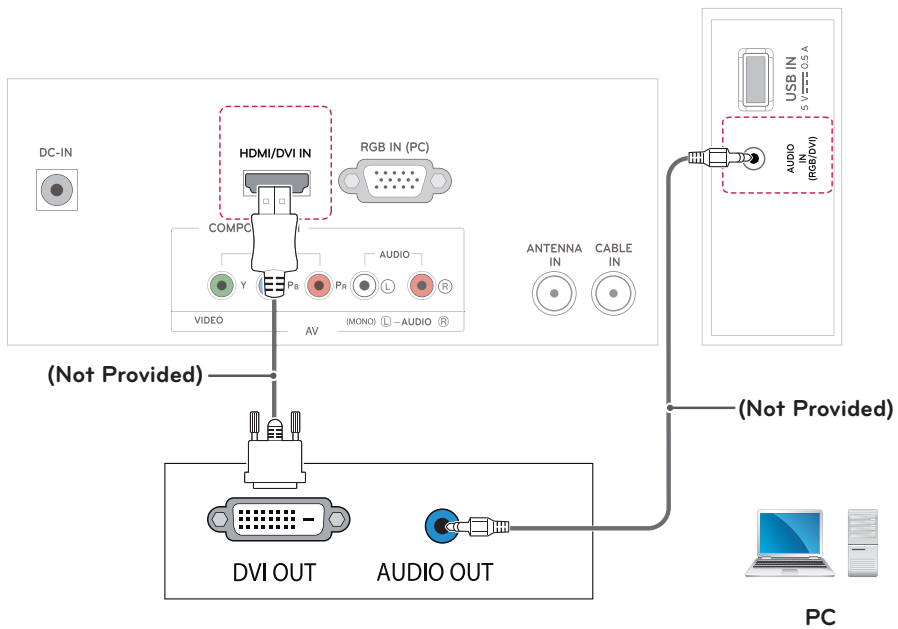 USB IN
5 V 0.5 A
AUDIO
IN
(RGB/DVI)
DC-IN
HDMI/DVI IN
RGB IN (PC)
COMPO
AUDIO
Y
PB
PR
L
R
VIDEO
AV
(MONO) L – AUDIO R
ANTENNA
IN
CABLE
IN
(Not Provided)
(Not Provided)
DVI OUT
AUDIO OUT
PC